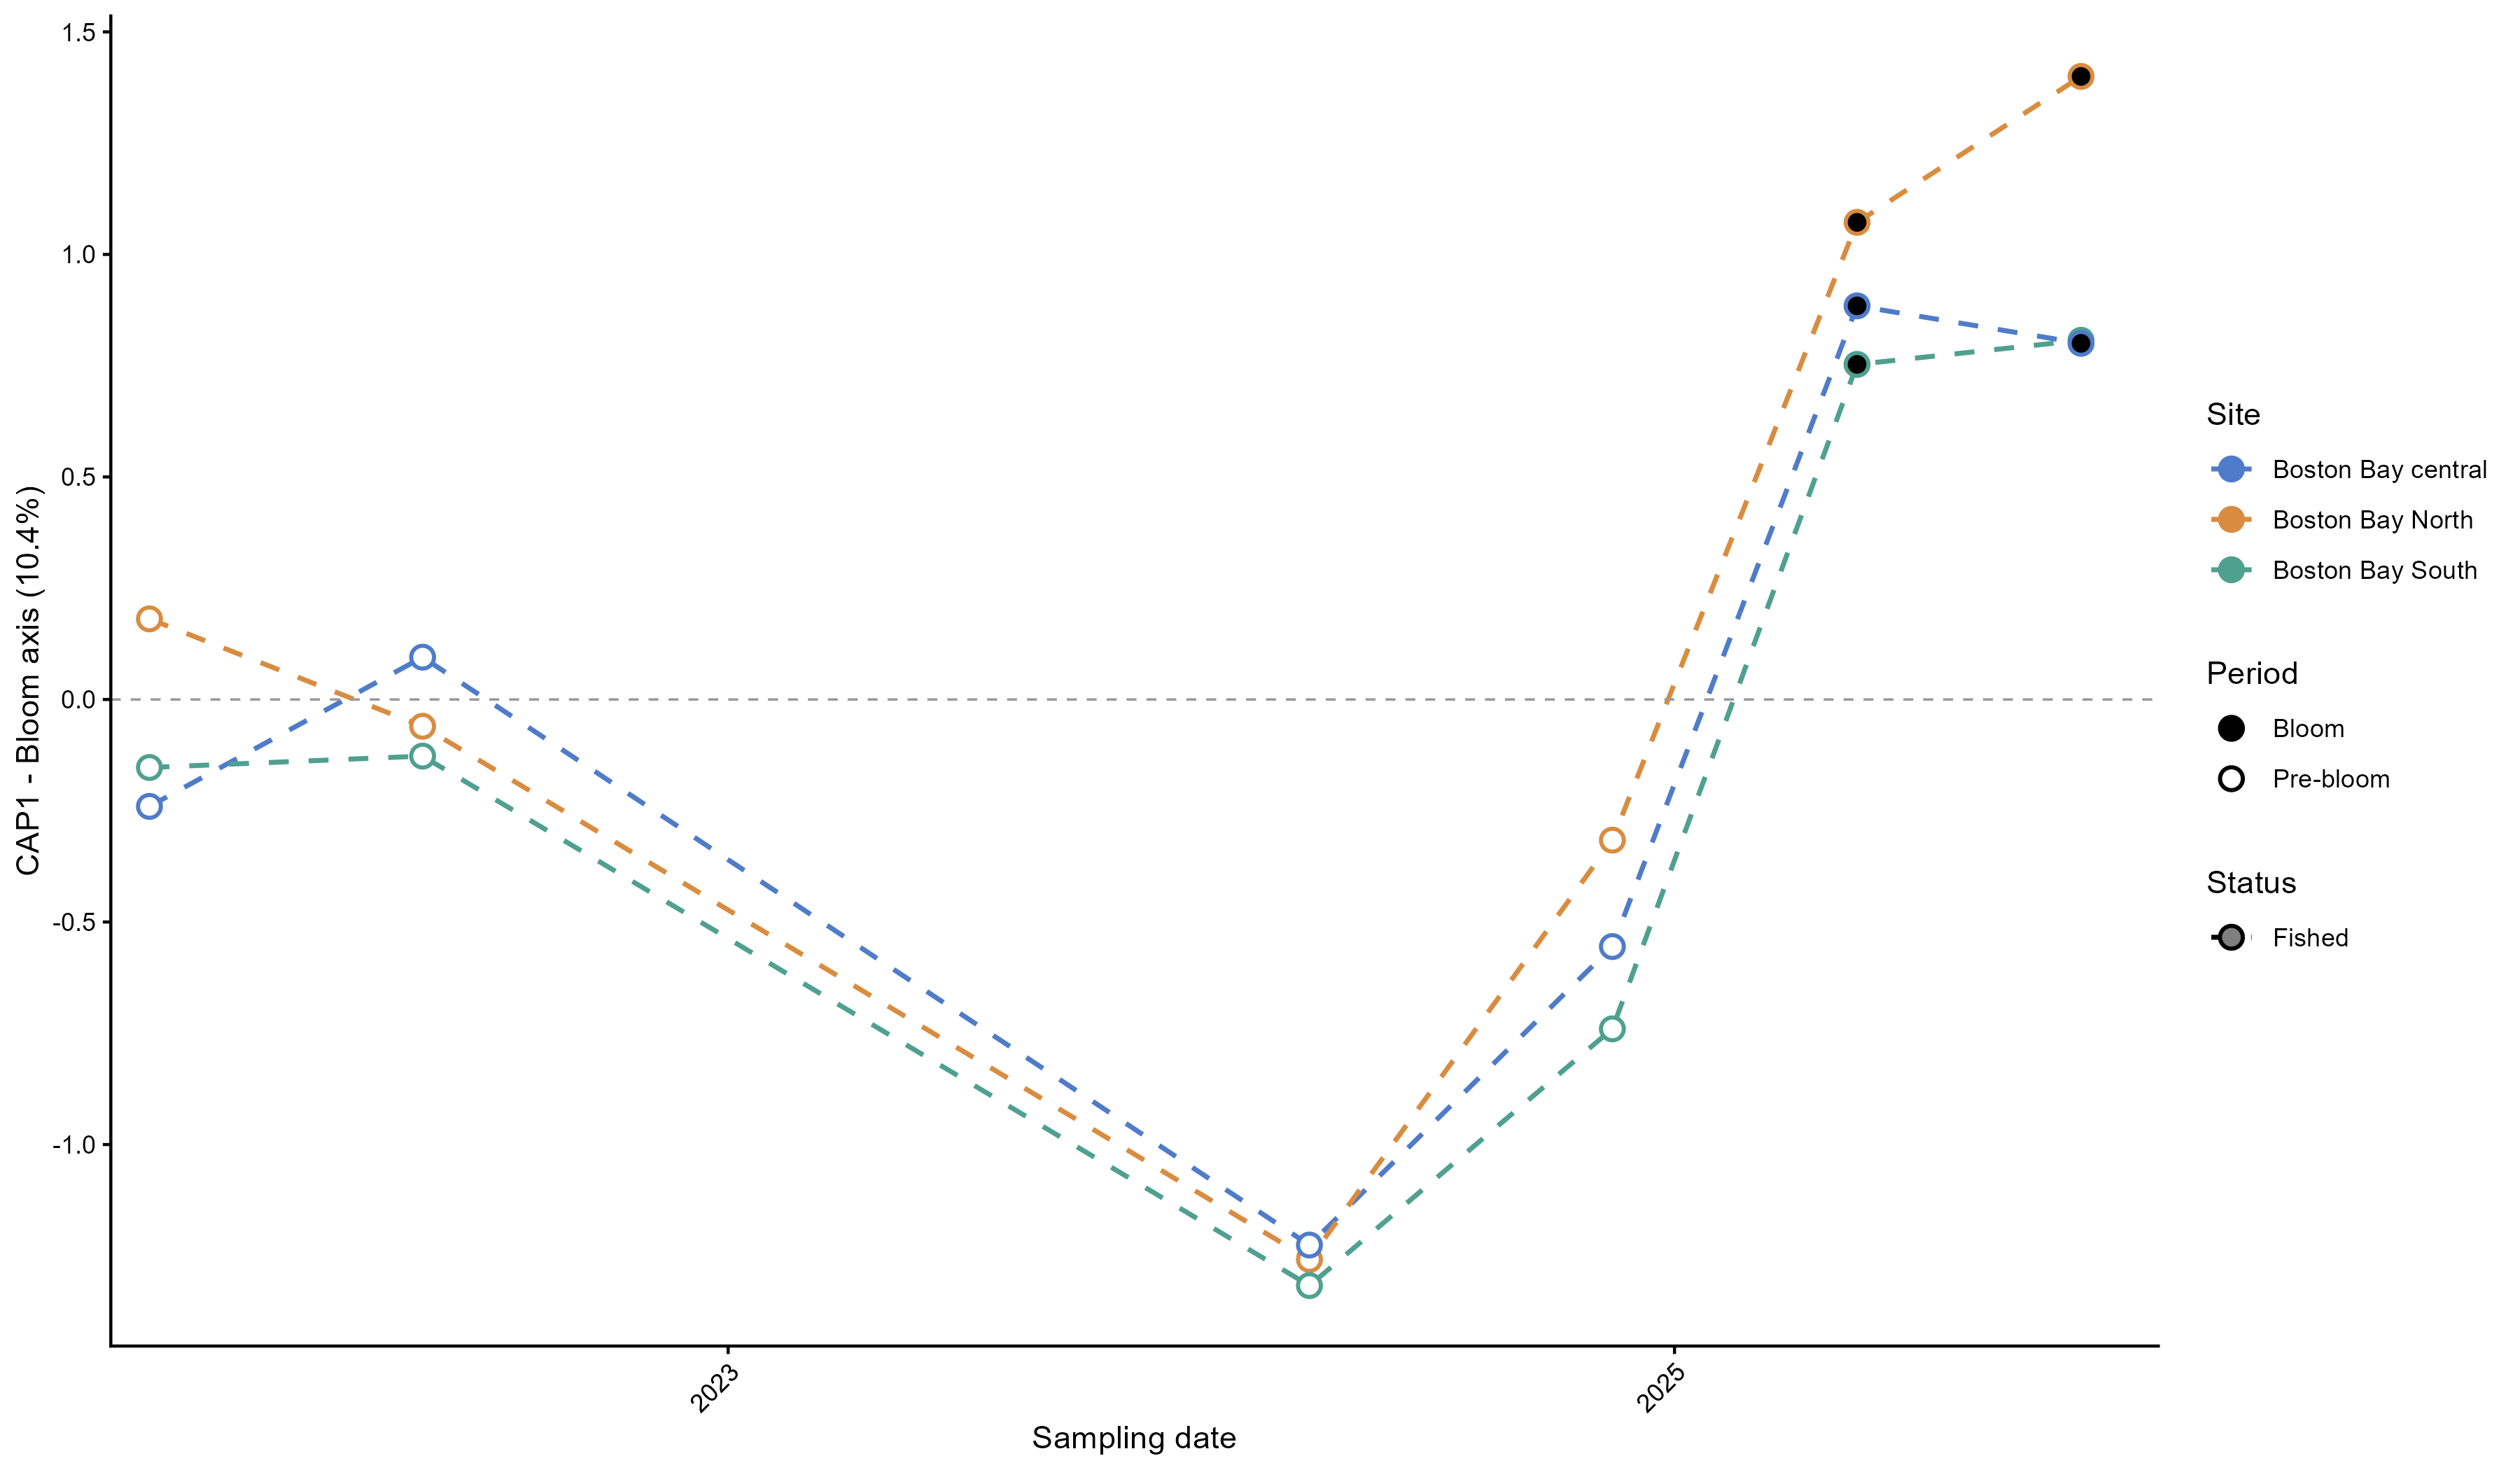 1.5
1.0
0.5
0.0
-0.5
-1.0
CAP1 - Bloom axis (10.4%)
2023
2025
Sampling date
Site
Boston Bay central
Boston Bay North
Boston Bay South
Period
Bloom
Pre-bloom
Status
Fished